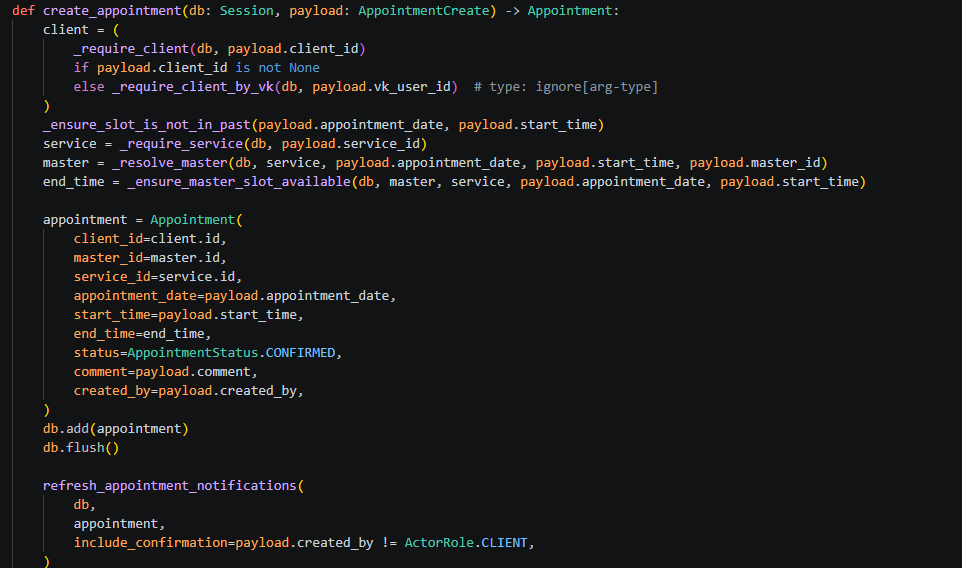 def create_appointment(db: Session, payload: AppointmentCreate) -> Appointment:
    client = (
        _require_client(db, payload.client_id)
        if payload.client_id is not None
        else _require_client_by_vk(db, payload.vk_user_id)  # type: ignore[arg-type]
    )
    _ensure_slot_is_not_in_past(payload.appointment_date, payload.start_time)
    service = _require_service(db, payload.service_id)
    master = _resolve_master(db, service, payload.appointment_date, payload.start_time, payload.master_id)
    end_time = _ensure_master_slot_available(db, master, service, payload.appointment_date, payload.start_time)

    appointment = Appointment(
        client_id=client.id,
        master_id=master.id,
        service_id=service.id,
        appointment_date=payload.appointment_date,
        start_time=payload.start_time,
        end_time=end_time,
        status=AppointmentStatus.CONFIRMED,
        comment=payload.comment,
        created_by=payload.created_by,
    )
    db.add(appointment)
    db.flush()

    refresh_appointment_notifications(
        db,
        appointment,
        include_confirmation=payload.created_by != ActorRole.CLIENT,
    )